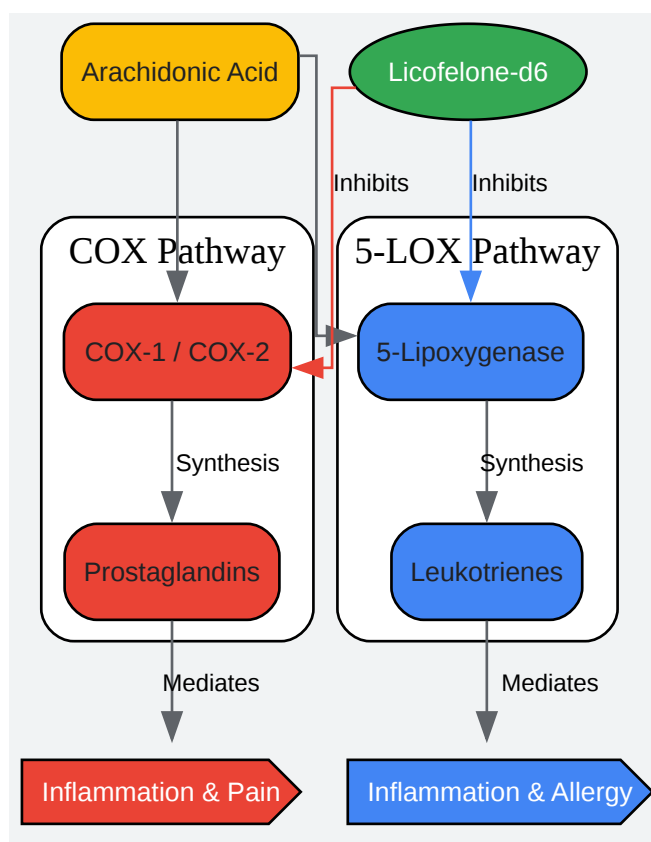 Arachidonic Acid
Licofelone-d6
Inhibits
Inhibits
COX Pathway
5-LOX Pathway
COX-1 / COX-2
5-Lipoxygenase
Synthesis
Synthesis
Prostaglandins
Leukotrienes
Mediates
Mediates
Inflammation & Pain
Inflammation & Allergy